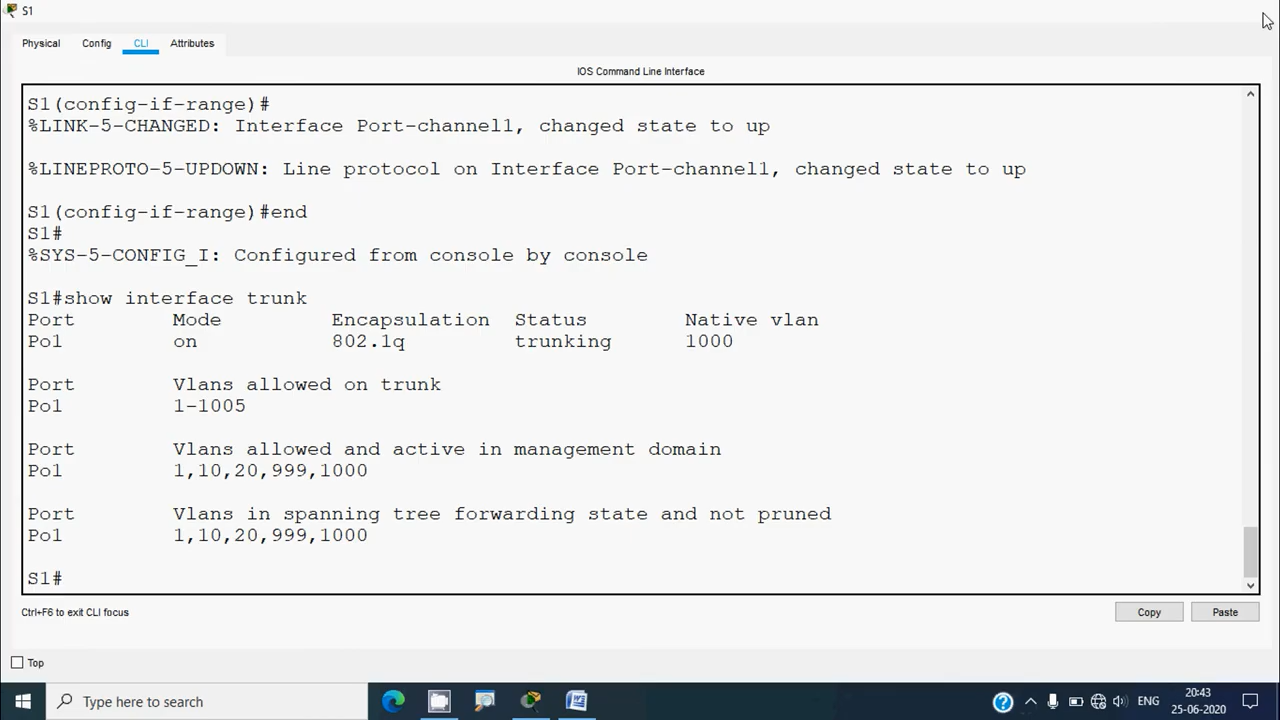 S1
Physical Config CLI Attributes
IOS Command Line Interface
S1(config-if-range)#
%LINK-5-CHANGED: Interface Port-channel1, changed state to up
%LINEPROTO-5-UPDOWN: Line protocol on Interface Port-channel1, changed state to up
S1(config-if-range)#end
S1#
%SYS-5-CONFIG_I: Configured from console by console
S1#show interface trunk
Port Mode Encapsulation Status Native vlan
Po1 on 802.1q trunking 1000
Port Vlans allowed on trunk
Po1 1-1005
Port Vlans allowed and active in management domain
Po1 1,10,20,999,1000
Port Vlans in spanning tree forwarding state and not pruned
Po1 1,10,20,999,1000
S1#
Ctrl+F6 to exit CLI focus
Copy Paste
Top
Type here to search
ENG
20:43
25-06-2020